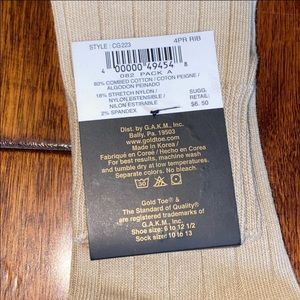 STYLE: CG223 4PR RIB
4 00000 49454 8
082 PACK A
80% COMBED COTTON / COTON PEIGNE /
ALGODON PEINADO
18% STRETCH NYLON /
NYLON EXTENSIBLE /
NILON ESTIRABLE
2% SPANDEX
SUGG.
RETAIL
$6.50
Dist. by G.A.K.M., Inc.
Bally, Pa. 19503
www.goldtoe.com
Made in Korea /
Fabriqué en Corée / Hecho en Corea
For best results, machine wash
and tumble dry at low temperatures.
Separate colors. No bleach
Gold Toe® &
The Standard of Quality®
are registered trademarks of
G.A.K.M., Inc.
Shoe size: 6 to 12 1/2
Sock size: 10 to 13